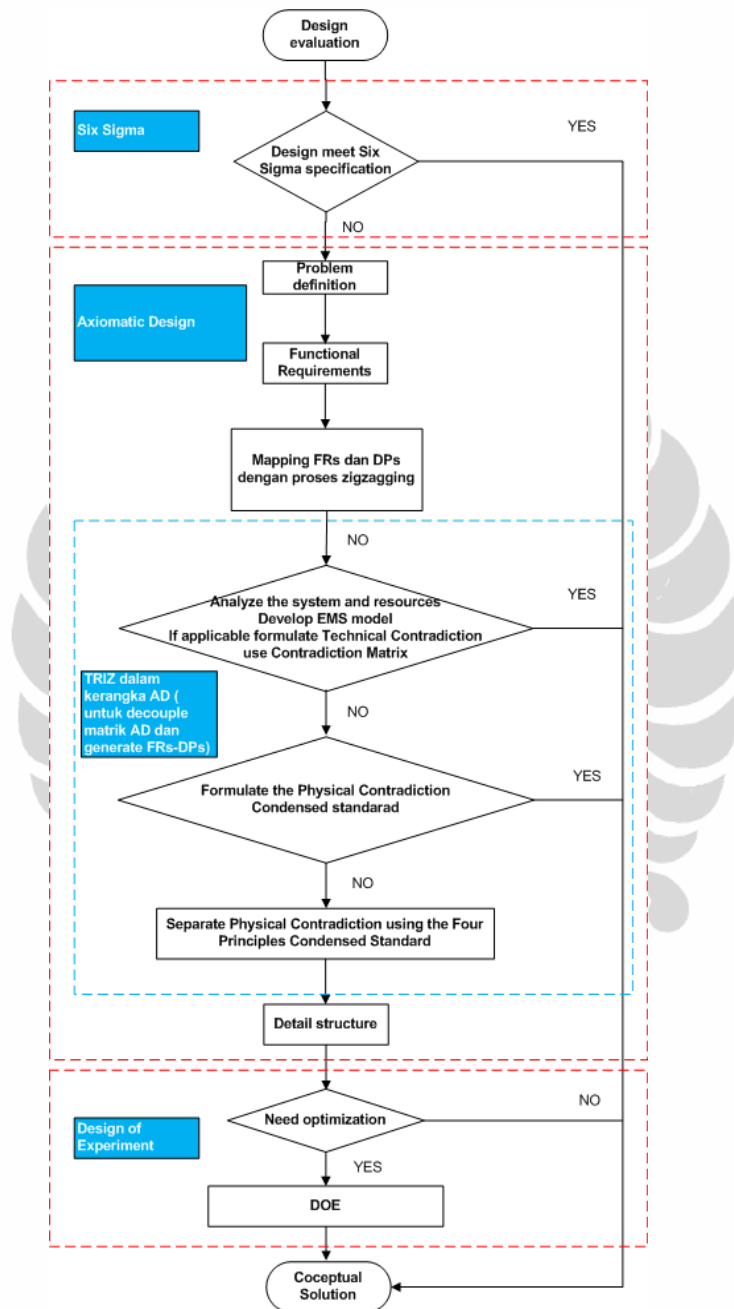 Design
evaluation
Six Sigma
YES
Design meet Six
Sigma specification
NO
Problem
definition
Axiomatic Design
Functional
Requirements
Mapping FRs dan DPs
dengan proses zigzagging
NO
Analyze the system and resources
Develop EMS model
If applicable formulate Technical Contradiction
use Contradiction Matrix
YES
TRIZ dalam
kerangka AD (
untuk decouple
matrik AD dan
generate FRs-DPs)
NO
Formulate the Physical Contradiction
Condensed standarad
YES
NO
Separate Physical Contradiction using the Four
Principles Condensed Standard
Detail structure
Design of
Experiment
Need optimization
NO
YES
DOE
Coceptual
Solution